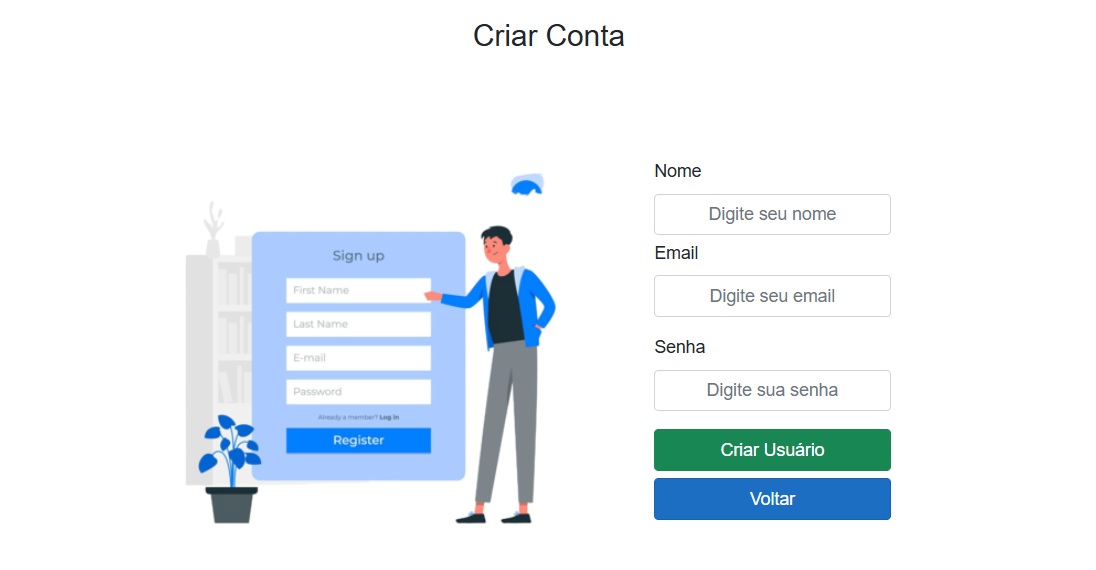 Criar Conta
Sign up
First Name
Last Name
E-mail
Password
Already a member? Log in
Register
Nome
Digite seu nome
Email
Digite seu email
Senha
Digite sua senha
Criar Usuário
Voltar